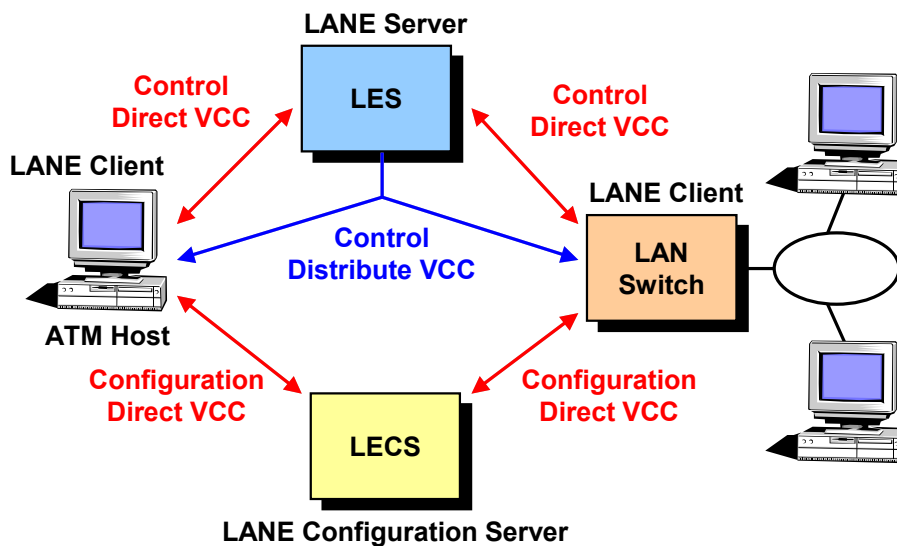 LANE Server
LES
Control
Direct VCC
Control
Direct VCC
LANE Client
LANE Client
Control
Distribute VCC
LAN
Switch
ATM Host
Configuration
Direct VCC
Configuration
Direct VCC
LECS
LANE Configuration Server